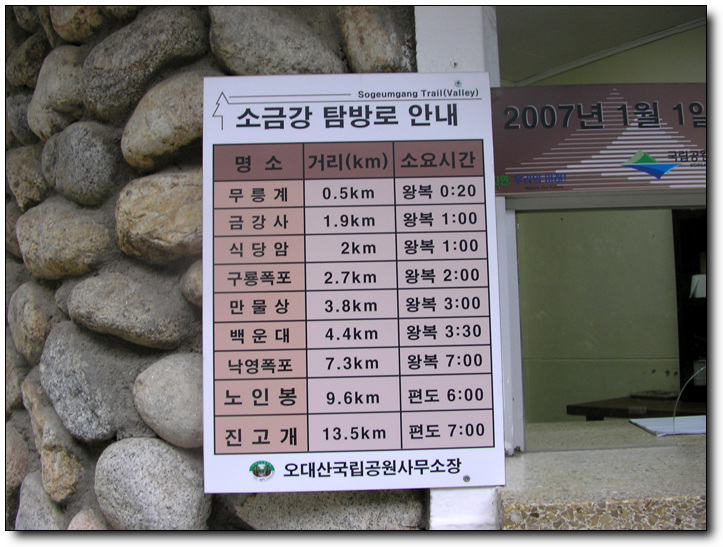 Sogeumgang Trail(Valley)
소금강 탐방로 안내
명 소 거리(km) 소요시간
무릉계 0.5km 왕복 0:20
금강사 1.9km 왕복 1:00
식당암 2km 왕복 1:00
구룡폭포 2.7km 왕복 2:00
만물상 3.8km 왕복 3:00
백운대 4.4km 왕복 3:30
낙영폭포 7.3km 왕복 7:00
노인봉 9.6km 편도 6:00
진고개 13.5km 편도 7:00
오대산국립공원사무소장
2007년 1월 1일
국립공원